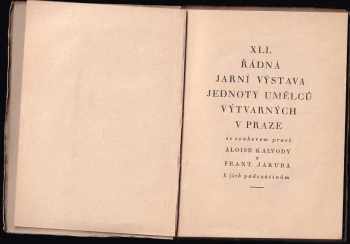 XLI.
ŘÁDNÁ
JARNÍ VÝSTAVA
JEDNOTY UMĚLCŮ
VÝTVARNÝCH
V PRAZE
se souborem prací
ALOISE KALVODY
a
FRANT. JAKUBA
k jich padesátinám